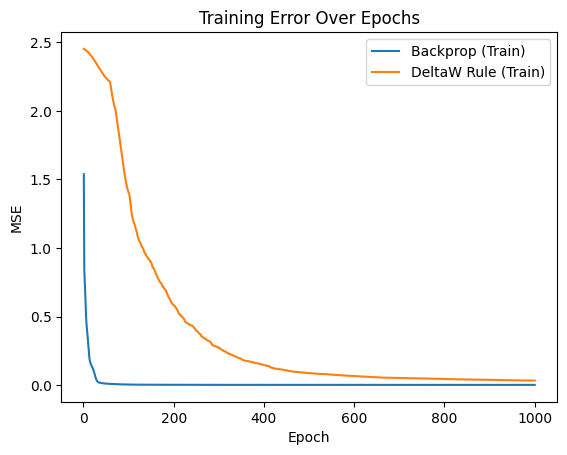 Training Error Over Epochs
Backprop (Train)
DeltaW Rule (Train)
MSE
2.5
2.0
1.5
1.0
0.5
0.0
0 200 400 600 800 1000
Epoch